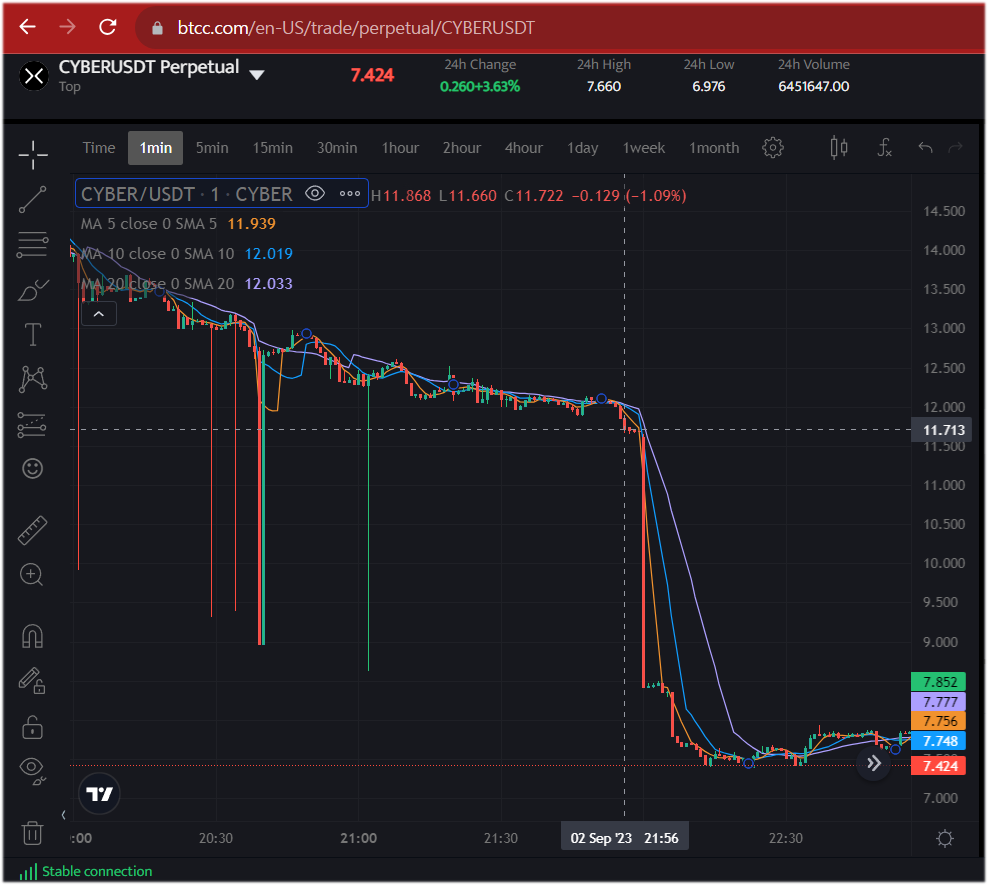 btcc.com/en-US/trade/perpetual/CYBERUSDT
CYBERUSDT Perpetual
Top
7.424
24h Change
0.260+3.63%
24h High
7.660
24h Low
6.976
24h Volume
6451647.00
Time 1min 5min 15min 30min 1hour 2hour 4hour 1day 1week 1month
CYBER/USDT · 1 · CYBER H11.868 L11.660 C11.722 −0.129 (−1.09%)
MA 5 close 0 SMA 5 11.939
MA 10 close 0 SMA 10 12.019
MA 20 close 0 SMA 20 12.033
14.500
14.000
13.500
13.000
12.500
12.000
11.713
11.500
11.000
10.500
10.000
9.500
9.000
7.852
7.777
7.756
7.748
7.424
7.000
:00 20:30 21:00 21:30 02 Sep '23 21:56 22:30
Stable connection